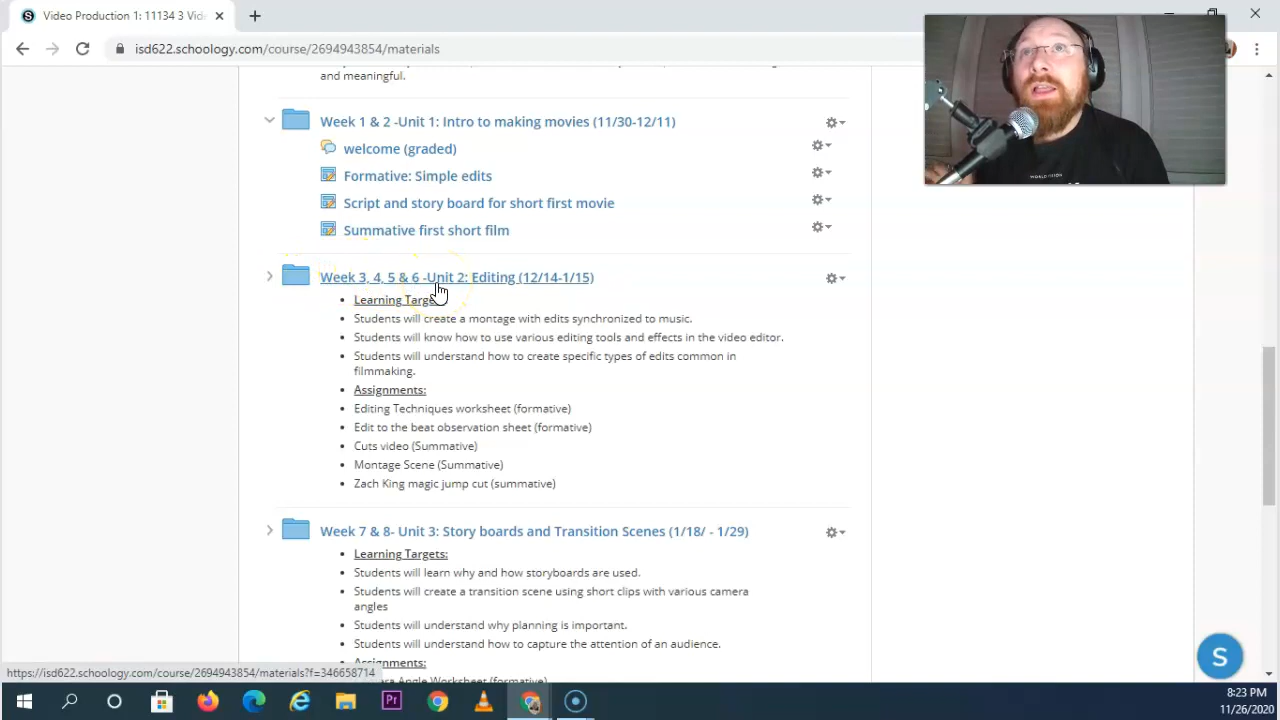 Video Production 1: 11134 3 Vid
isd622.schoology.com/course/2694943854/materials
and meaningful.
Week 1 & 2 -Unit 1: Intro to making movies (11/30-12/11)
welcome (graded)
Formative: Simple edits
Script and story board for short first movie
Summative first short film
Week 3, 4, 5 & 6 -Unit 2: Editing (12/14-1/15)
Learning Targe
Students will create a montage with edits synchronized to music.
Students will know how to use various editing tools and effects in the video editor.
Students will understand how to create specific types of edits common in
filmmaking.
Assignments:
Editing Techniques worksheet (formative)
Edit to the beat observation sheet (formative)
Cuts video (Summative)
Montage Scene (Summative)
Zach King magic jump cut (summative)
Week 7 & 8- Unit 3: Story boards and Transition Scenes (1/18/ - 1/29)
Learning Targets:
Students will learn why and how storyboards are used.
Students will create a transition scene using short clips with various camera
angles
Students will understand why planning is important.
Students will understand how to capture the attention of an audience.
Assignments:
Angle Worksheet (formative)
https://isd622.schoology.com/course/2694943854/materials?f=346658714
S
Pr
8:23 PM
11/26/2020